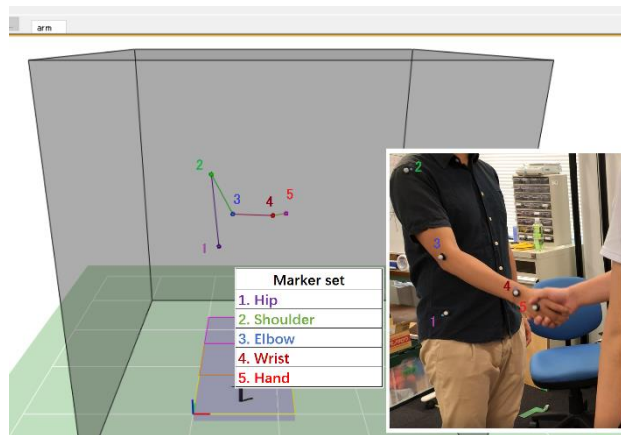 arm
2
3
4
5
1
Marker set
1. Hip
2. Shoulder
3. Elbow
4. Wrist
5. Hand
2
3
4
5
1